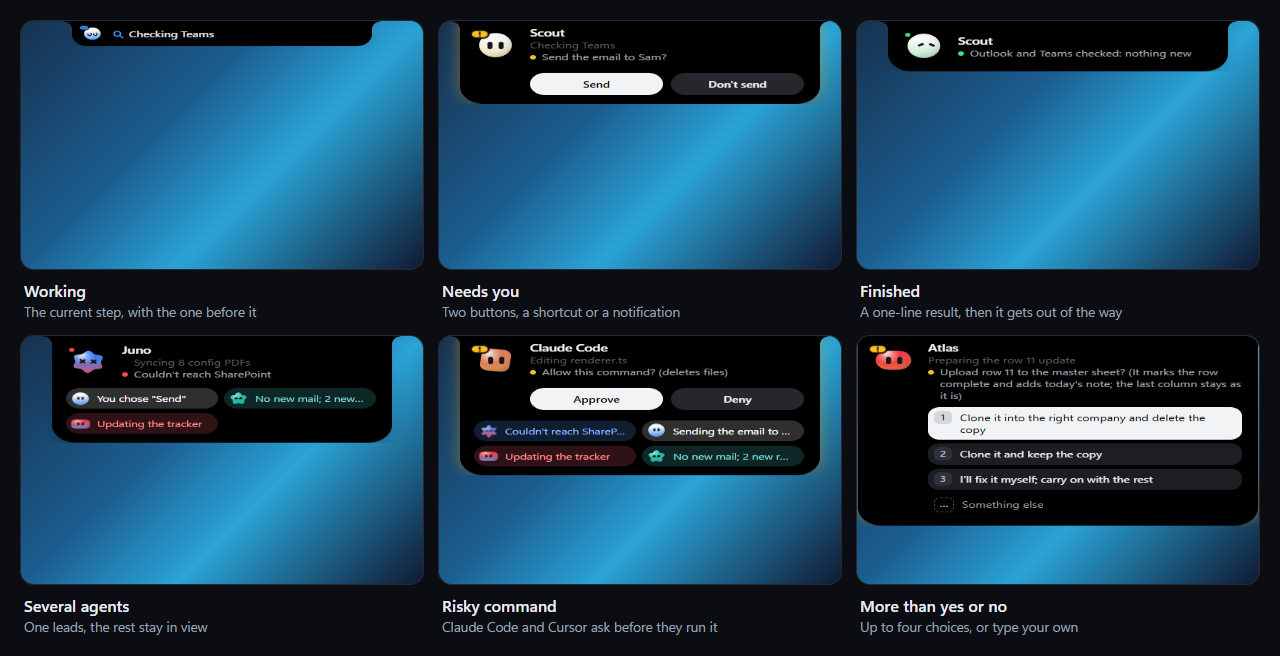 Checking Teams
Working
The current step, with the one before it
1
Scout
Checking Teams
Send the email to Sam?
Send
Don't send
Needs you
Two buttons, a shortcut or a notification
Scout
Outlook and Teams checked: nothing new
Finished
A one-line result, then it gets out of the way
Juno
Syncing 8 config PDFs
Couldn't reach SharePoint
You chose "Send"
No new mail; 2 new...
Updating the tracker
Several agents
One leads, the rest stay in view
1
Claude Code
Editing renderer.ts
Allow this command? (deletes files)
Approve
Deny
Couldn't reach ShareP...
Sending the email to ...
Updating the tracker
No new mail; 2 new r...
Risky command
Claude Code and Cursor ask before they run it
1
Atlas
Preparing the row 11 update
Upload row 11 to the master sheet? (It marks the row
complete and adds today's note; the last column stays as
it is)
1 Clone it into the right company and delete the
copy
2 Clone it and keep the copy
3 I'll fix it myself; carry on with the rest
... Something else
More than yes or no
Up to four choices, or type your own